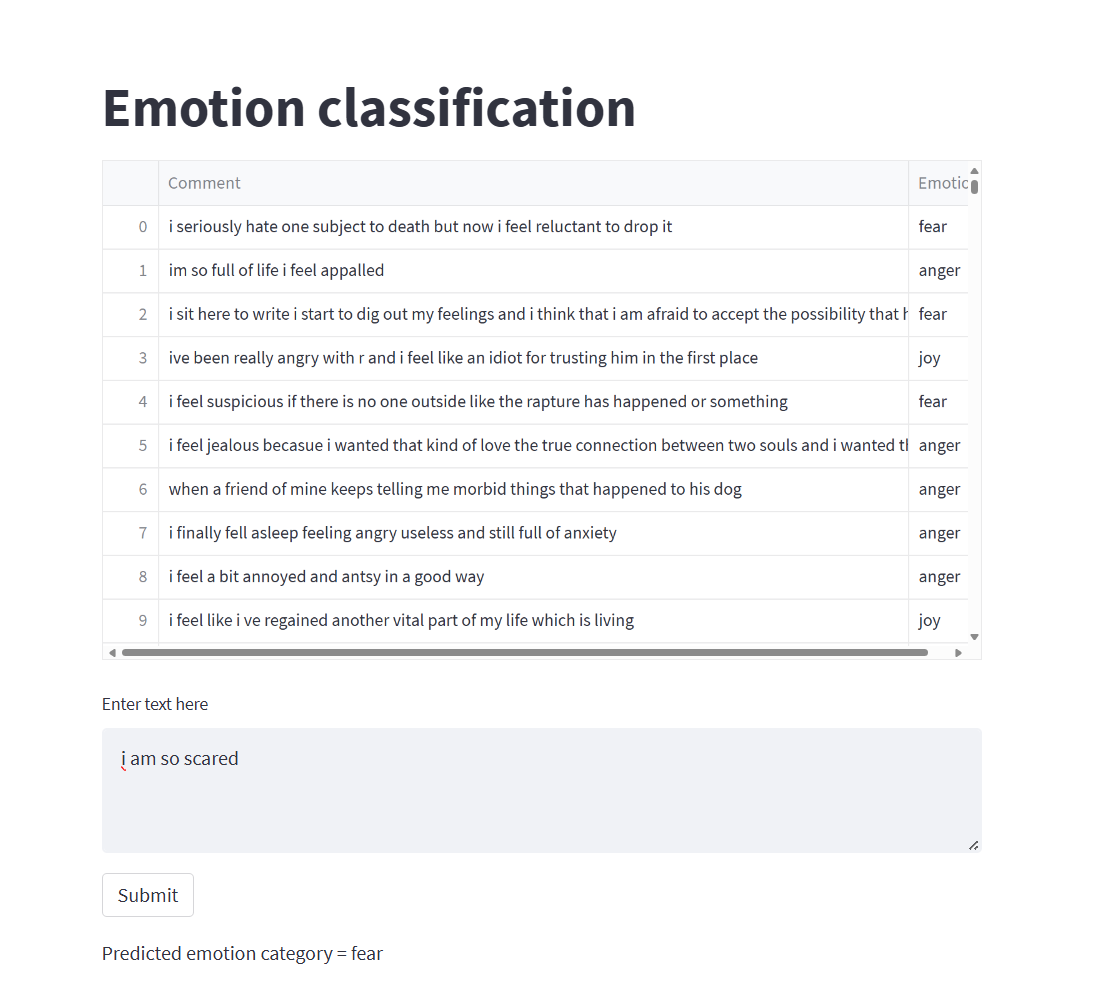 Emotion classification
Comment Emotic
0 i seriously hate one subject to death but now i feel reluctant to drop it fear
1 im so full of life i feel appalled anger
2 i sit here to write i start to dig out my feelings and i think that i am afraid to accept the possibility that h fear
3 ive been really angry with r and i feel like an idiot for trusting him in the first place joy
4 i feel suspicious if there is no one outside like the rapture has happened or something fear
5 i feel jealous becasue i wanted that kind of love the true connection between two souls and i wanted tl anger
6 when a friend of mine keeps telling me morbid things that happened to his dog anger
7 i finally fell asleep feeling angry useless and still full of anxiety anger
8 i feel a bit annoyed and antsy in a good way anger
9 i feel like i ve regained another vital part of my life which is living joy
Enter text here
i am so scared
Submit
Predicted emotion category = fear